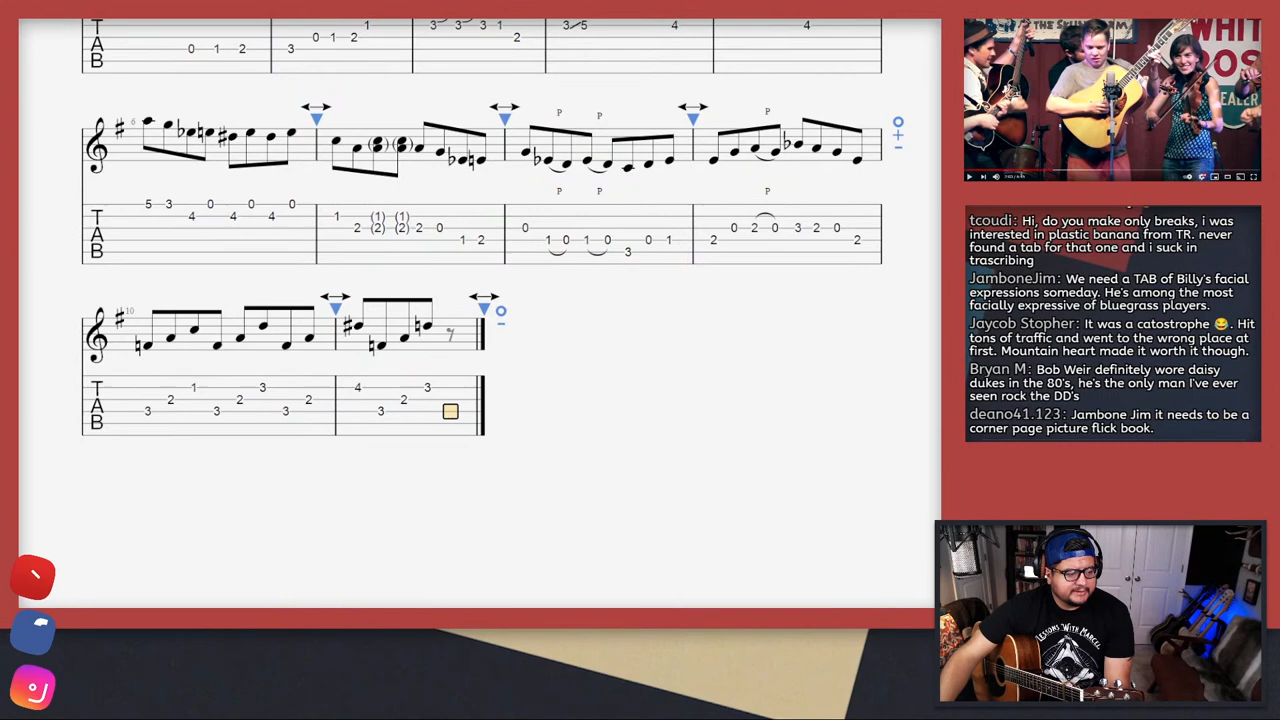 1 3 3 3 1 3 5 4 4
0 1 2 2
0 1 2 3
T
A
B
6 P P P
P P P
5 3 0 0 0
4 4 4 1 (1) (1)
2 (2) (2) 2 0 0 0 2 0 3 2 0
1 2 1 0 1 0 0 1 2 2
3
T
A
B
10
1 3 4 3
2 2 2 2
3 3 3 3
T
A
B
THE SKUNK FARM
WHIT
ROS
DEALER
tcoudi: Hi, do you make only breaks, i was
interested in plastic banana from TR. never
found a tab for that one and i suck in
trascribing
JamboneJim: We need a TAB of Billy's facial
expressions someday. He's among the most
facially expressive of bluegrass players.
Jaycob Stopher: It was a catostrophe 😅. Hit
tons of traffic and went to the wrong place at
first. Mountain heart made it worth it though.
Bryan M: Bob Weir definitely wore daisy
dukes in the 80's, he's the only man I've ever
seen rock the DD's
deano41.123: Jambone Jim it needs to be a
corner page picture flick book.
LESSONS WITH MARCEL